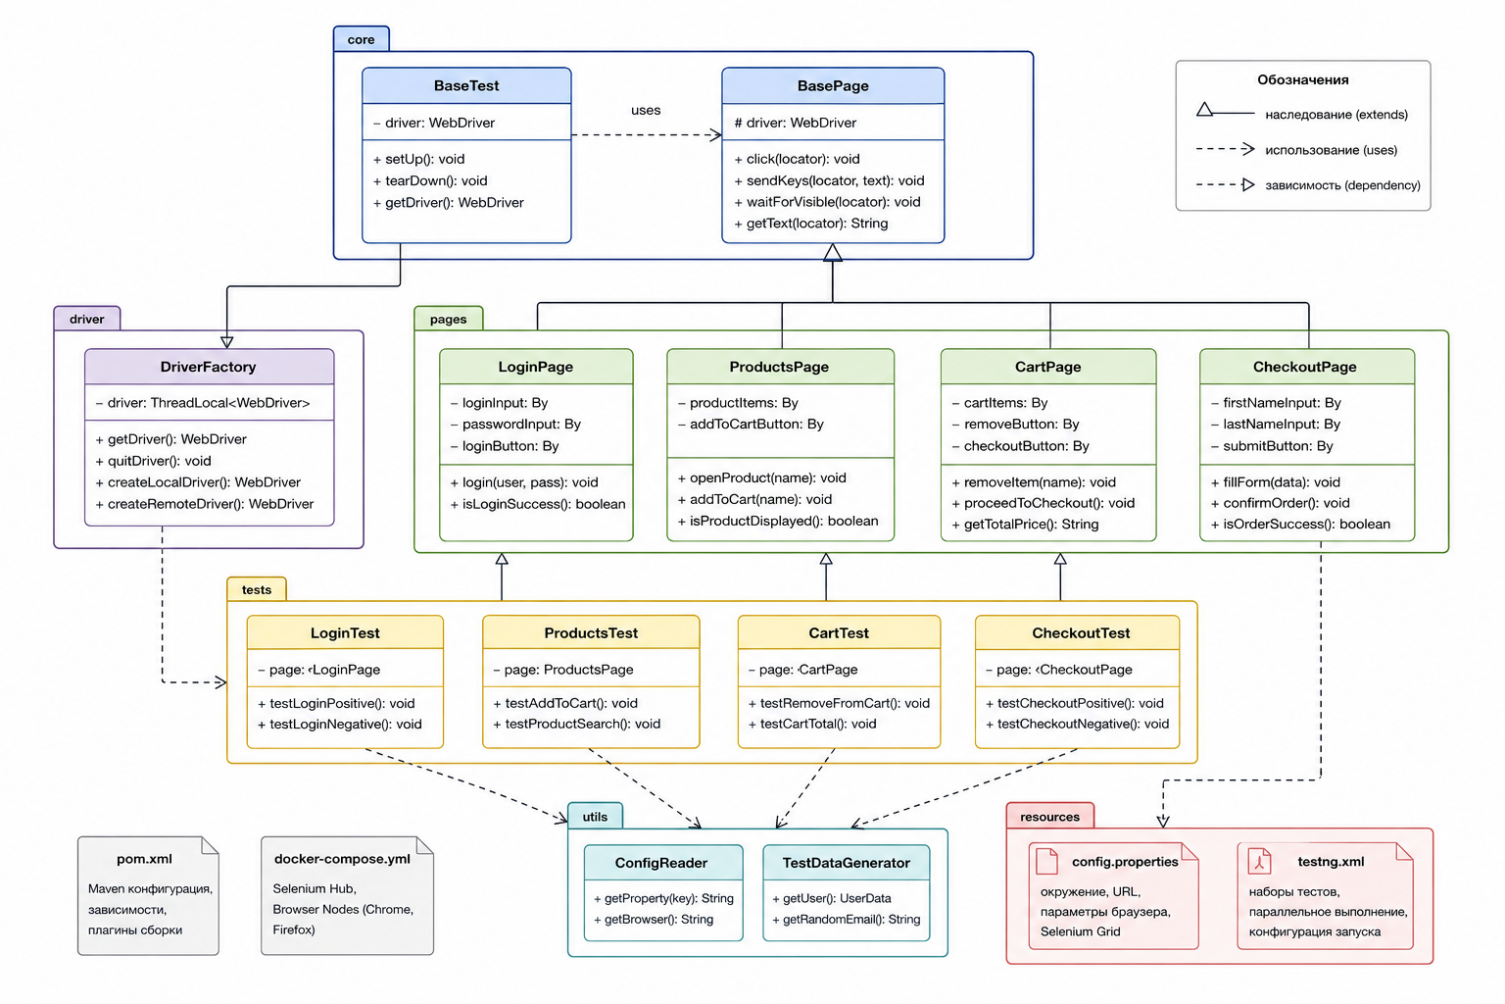 core
BaseTest
– driver: WebDriver
+ setUp(): void
+ tearDown(): void
+ getDriver(): WebDriver
uses
BasePage
# driver: WebDriver
+ click(locator): void
+ sendKeys(locator, text): void
+ waitForVisible(locator): void
+ getText(locator): String
Обозначения
наследование (extends)
использование (uses)
зависимость (dependency)
driver
DriverFactory
– driver: ThreadLocal<WebDriver>
+ getDriver(): WebDriver
+ quitDriver(): void
+ createLocalDriver(): WebDriver
+ createRemoteDriver(): WebDriver
pages
LoginPage
– loginInput: By
– passwordInput: By
– loginButton: By
+ login(user, pass): void
+ isLoginSuccess(): boolean
ProductsPage
– productItems: By
– addToCartButton: By
+ openProduct(name): void
+ addToCart(name): void
+ isProductDisplayed(): boolean
CartPage
– cartItems: By
– removeButton: By
– checkoutButton: By
+ removeItem(name): void
+ proceedToCheckout(): void
+ getTotalPrice(): String
CheckoutPage
– firstNameInput: By
– lastNameInput: By
– submitButton: By
+ fillForm(data): void
+ confirmOrder(): void
+ isOrderSuccess(): boolean
tests
LoginTest
– page: ‹LoginPage
+ testLoginPositive(): void
+ testLoginNegative(): void
ProductsTest
– page: ProductsPage
+ testAddToCart(): void
+ testProductSearch(): void
CartTest
– page: ‹CartPage
+ testRemoveFromCart(): void
+ testCartTotal(): void
CheckoutTest
– page: ‹CheckoutPage
+ testCheckoutPositive(): void
+ testCheckoutNegative(): void
pom.xml
Maven конфигурация,
зависимости,
плагины сборки
docker-compose.yml
Selenium Hub,
Browser Nodes (Chrome,
Firefox)
utils
ConfigReader
+ getProperty(key): String
+ getBrowser(): String
TestDataGenerator
+ getUser(): UserData
+ getRandomEmail(): String
resources
config.properties
окружение, URL,
параметры браузера,
Selenium Grid
testng.xml
наборы тестов,
параллельное выполнение,
конфигурация запуска